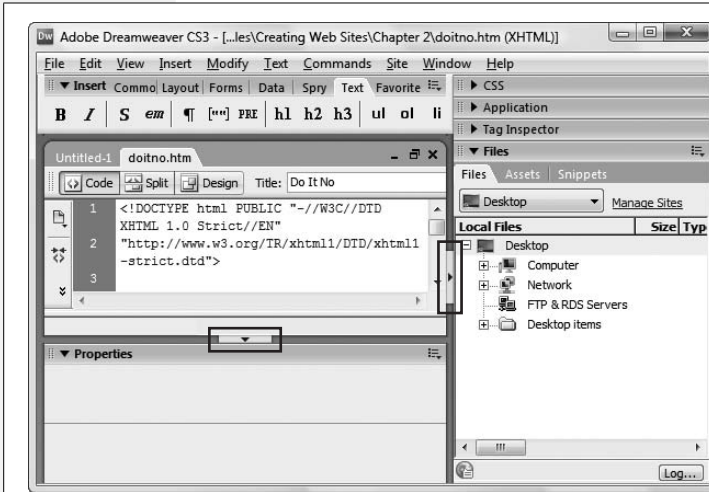 Dw Adobe Dreamweaver CS3 - [...les\Creating Web Sites\Chapter 2\doitno.htm (XHTML)]
File Edit View Insert Modify Text Commands Site Window Help
Insert Commo Layout Forms Data Spry Text Favorite
B I S em ¶ [""] PRE h1 h2 h3 ul ol li
Untitled-1 doitno.htm
Code Split Design Title: Do It No
1 <!DOCTYPE html PUBLIC "-//W3C//DTD
XHTML 1.0 Strict//EN"
2 "http://www.w3.org/TR/xhtml1/DTD/xhtml1
-strict.dtd">
3
Properties
CSS
Application
Tag Inspector
Files
Files Assets Snippets
Desktop Manage Sites
Local Files Size Typ
Desktop
Computer
Network
FTP & RDS Servers
Desktop items
Log...